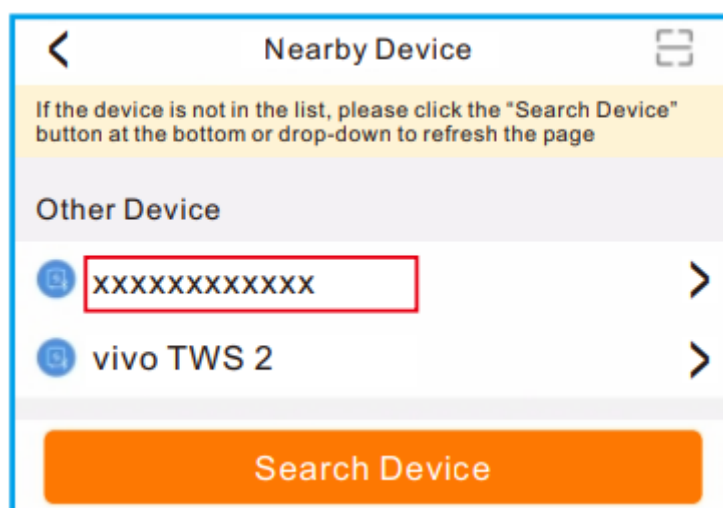 Nearby Device
If the device is not in the list, please click the “Search Device”
button at the bottom or drop-down to refresh the page
Other Device
xxxxxxxxxxxx
vivo TWS 2
Search Device